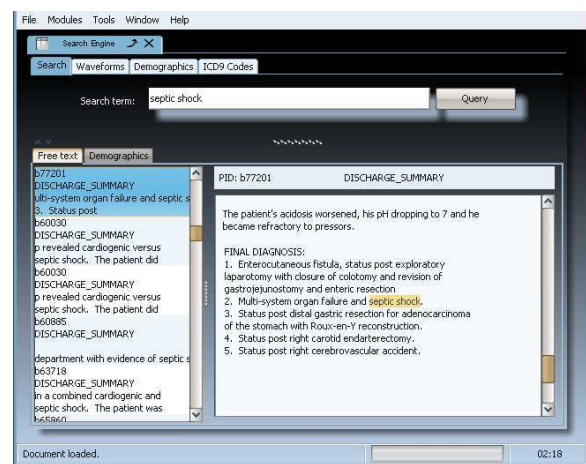 File Modules Tools Window Help
Search Engine
Search Waveforms Demographics ICD9 Codes
Search term: septic shock Query
Free text Demographics
b77201
DISCHARGE_SUMMARY
ulti-system organ failure and septic s
3. Status post
b60030
DISCHARGE_SUMMARY
p revealed cardiogenic versus
septic shock. The patient did
b60030
DISCHARGE_SUMMARY
p revealed cardiogenic versus
septic shock. The patient did
b60885
DISCHARGE_SUMMARY
department with evidence of septic s
b63718
DISCHARGE_SUMMARY
in a combined cardiogenic and
septic shock. The patient was
b65860
PID: b77201 DISCHARGE_SUMMARY
The patient's acidosis worsened, his pH dropping to 7 and he
became refractory to pressors.
FINAL DIAGNOSIS:
1. Enterocutaneous fistula, status post exploratory
laparotomy with closure of colotomy and revision of
gastrojejunostomy and enteric resection
2. Multi-system organ failure and septic shock.
3. Status post distal gastric resection for adenocarcinoma
of the stomach with Roux-en-Y reconstruction.
4. Status post right carotid endarterectomy.
5. Status post right cerebrovascular accident.
Document loaded. 02:18